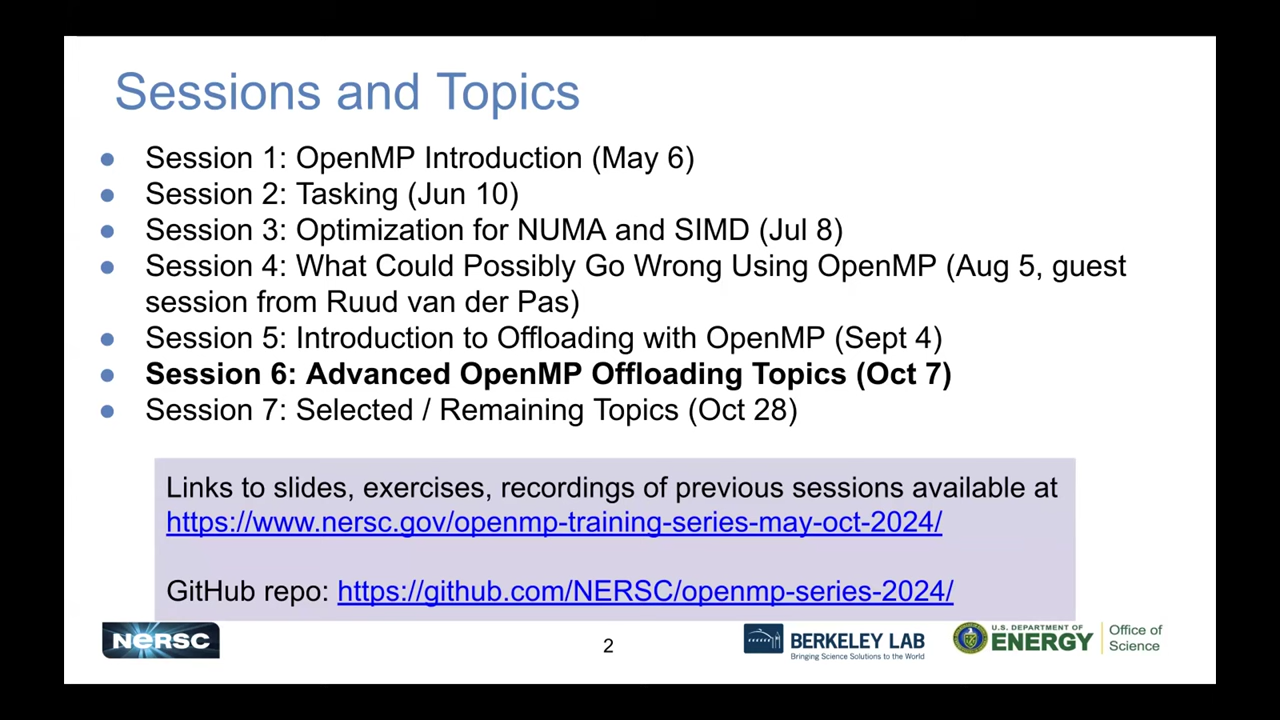 Sessions and Topics
● Session 1: OpenMP Introduction (May 6)
● Session 2: Tasking (Jun 10)
● Session 3: Optimization for NUMA and SIMD (Jul 8)
● Session 4: What Could Possibly Go Wrong Using OpenMP (Aug 5, guest
session from Ruud van der Pas)
● Session 5: Introduction to Offloading with OpenMP (Sept 4)
● Session 6: Advanced OpenMP Offloading Topics (Oct 7)
● Session 7: Selected / Remaining Topics (Oct 28)
Links to slides, exercises, recordings of previous sessions available at
https://www.nersc.gov/openmp-training-series-may-oct-2024/
GitHub repo: https://github.com/NERSC/openmp-series-2024/
NERSC
2
BERKELEY LAB
Bringing Science Solutions to the World
U.S. DEPARTMENT OF
ENERGY
Office of
Science